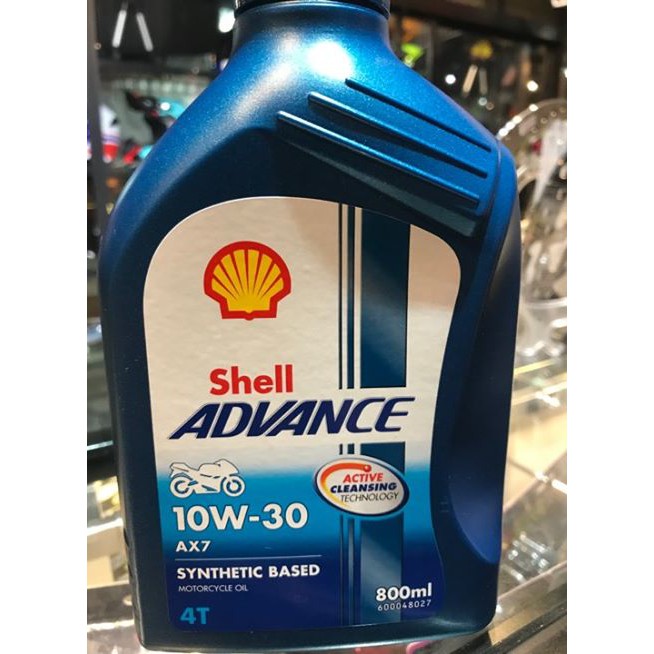 Shell
ADVANCE
ACTIVE
CLEANSING
TECHNOLOGY
10W-30
AX7
SYNTHETIC BASED
MOTORCYCLE OIL
800ml
600048027
4T